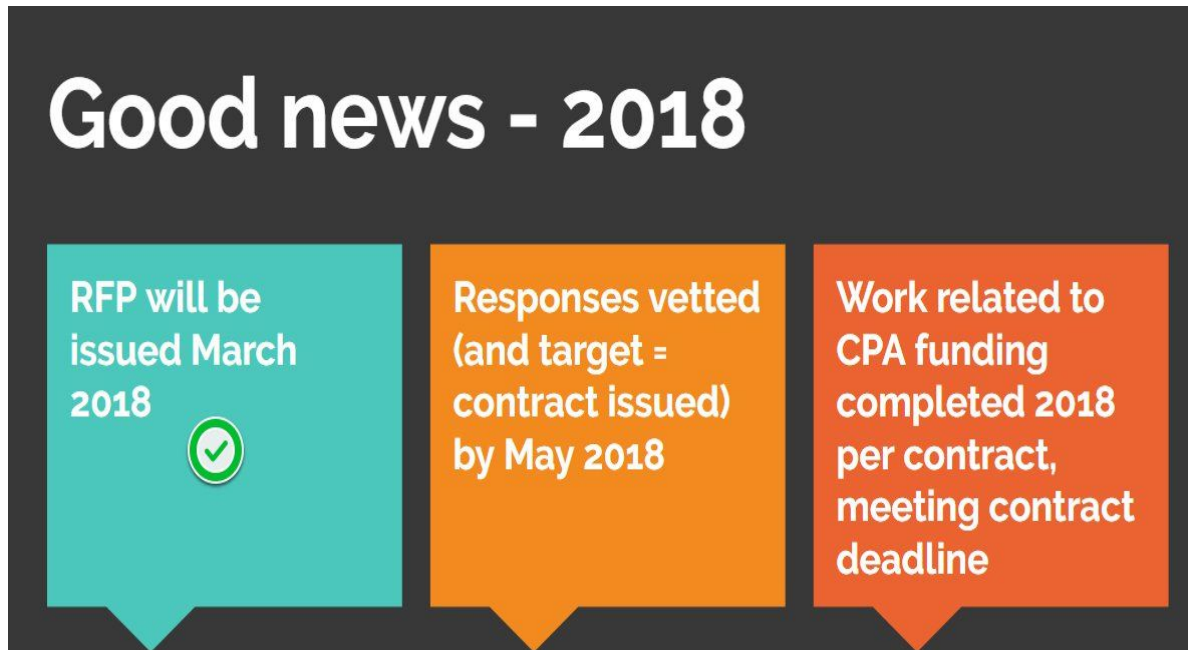 Good news - 2018
RFP will be
issued March
2018
Responses vetted
(and target =
contract issued)
by May 2018
Work related to
CPA funding
completed 2018
per contract,
meeting contract
deadline